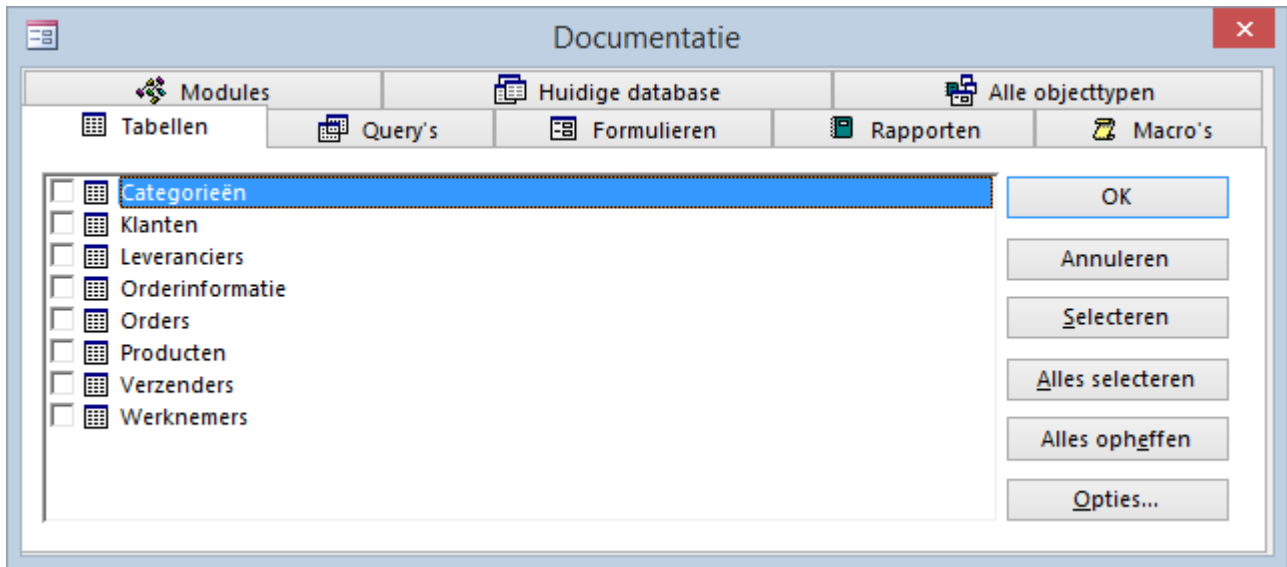 Documentatie
Modules Huidige database Alle objecttypen
Tabellen Query's Formulieren Rapporten Macro's
Categorieën
Klanten
Leveranciers
Orderinformatie
Orders
Producten
Verzenders
Werknemers
OK
Annuleren
Selecteren
Alles selecteren
Alles opheffen
Opties...